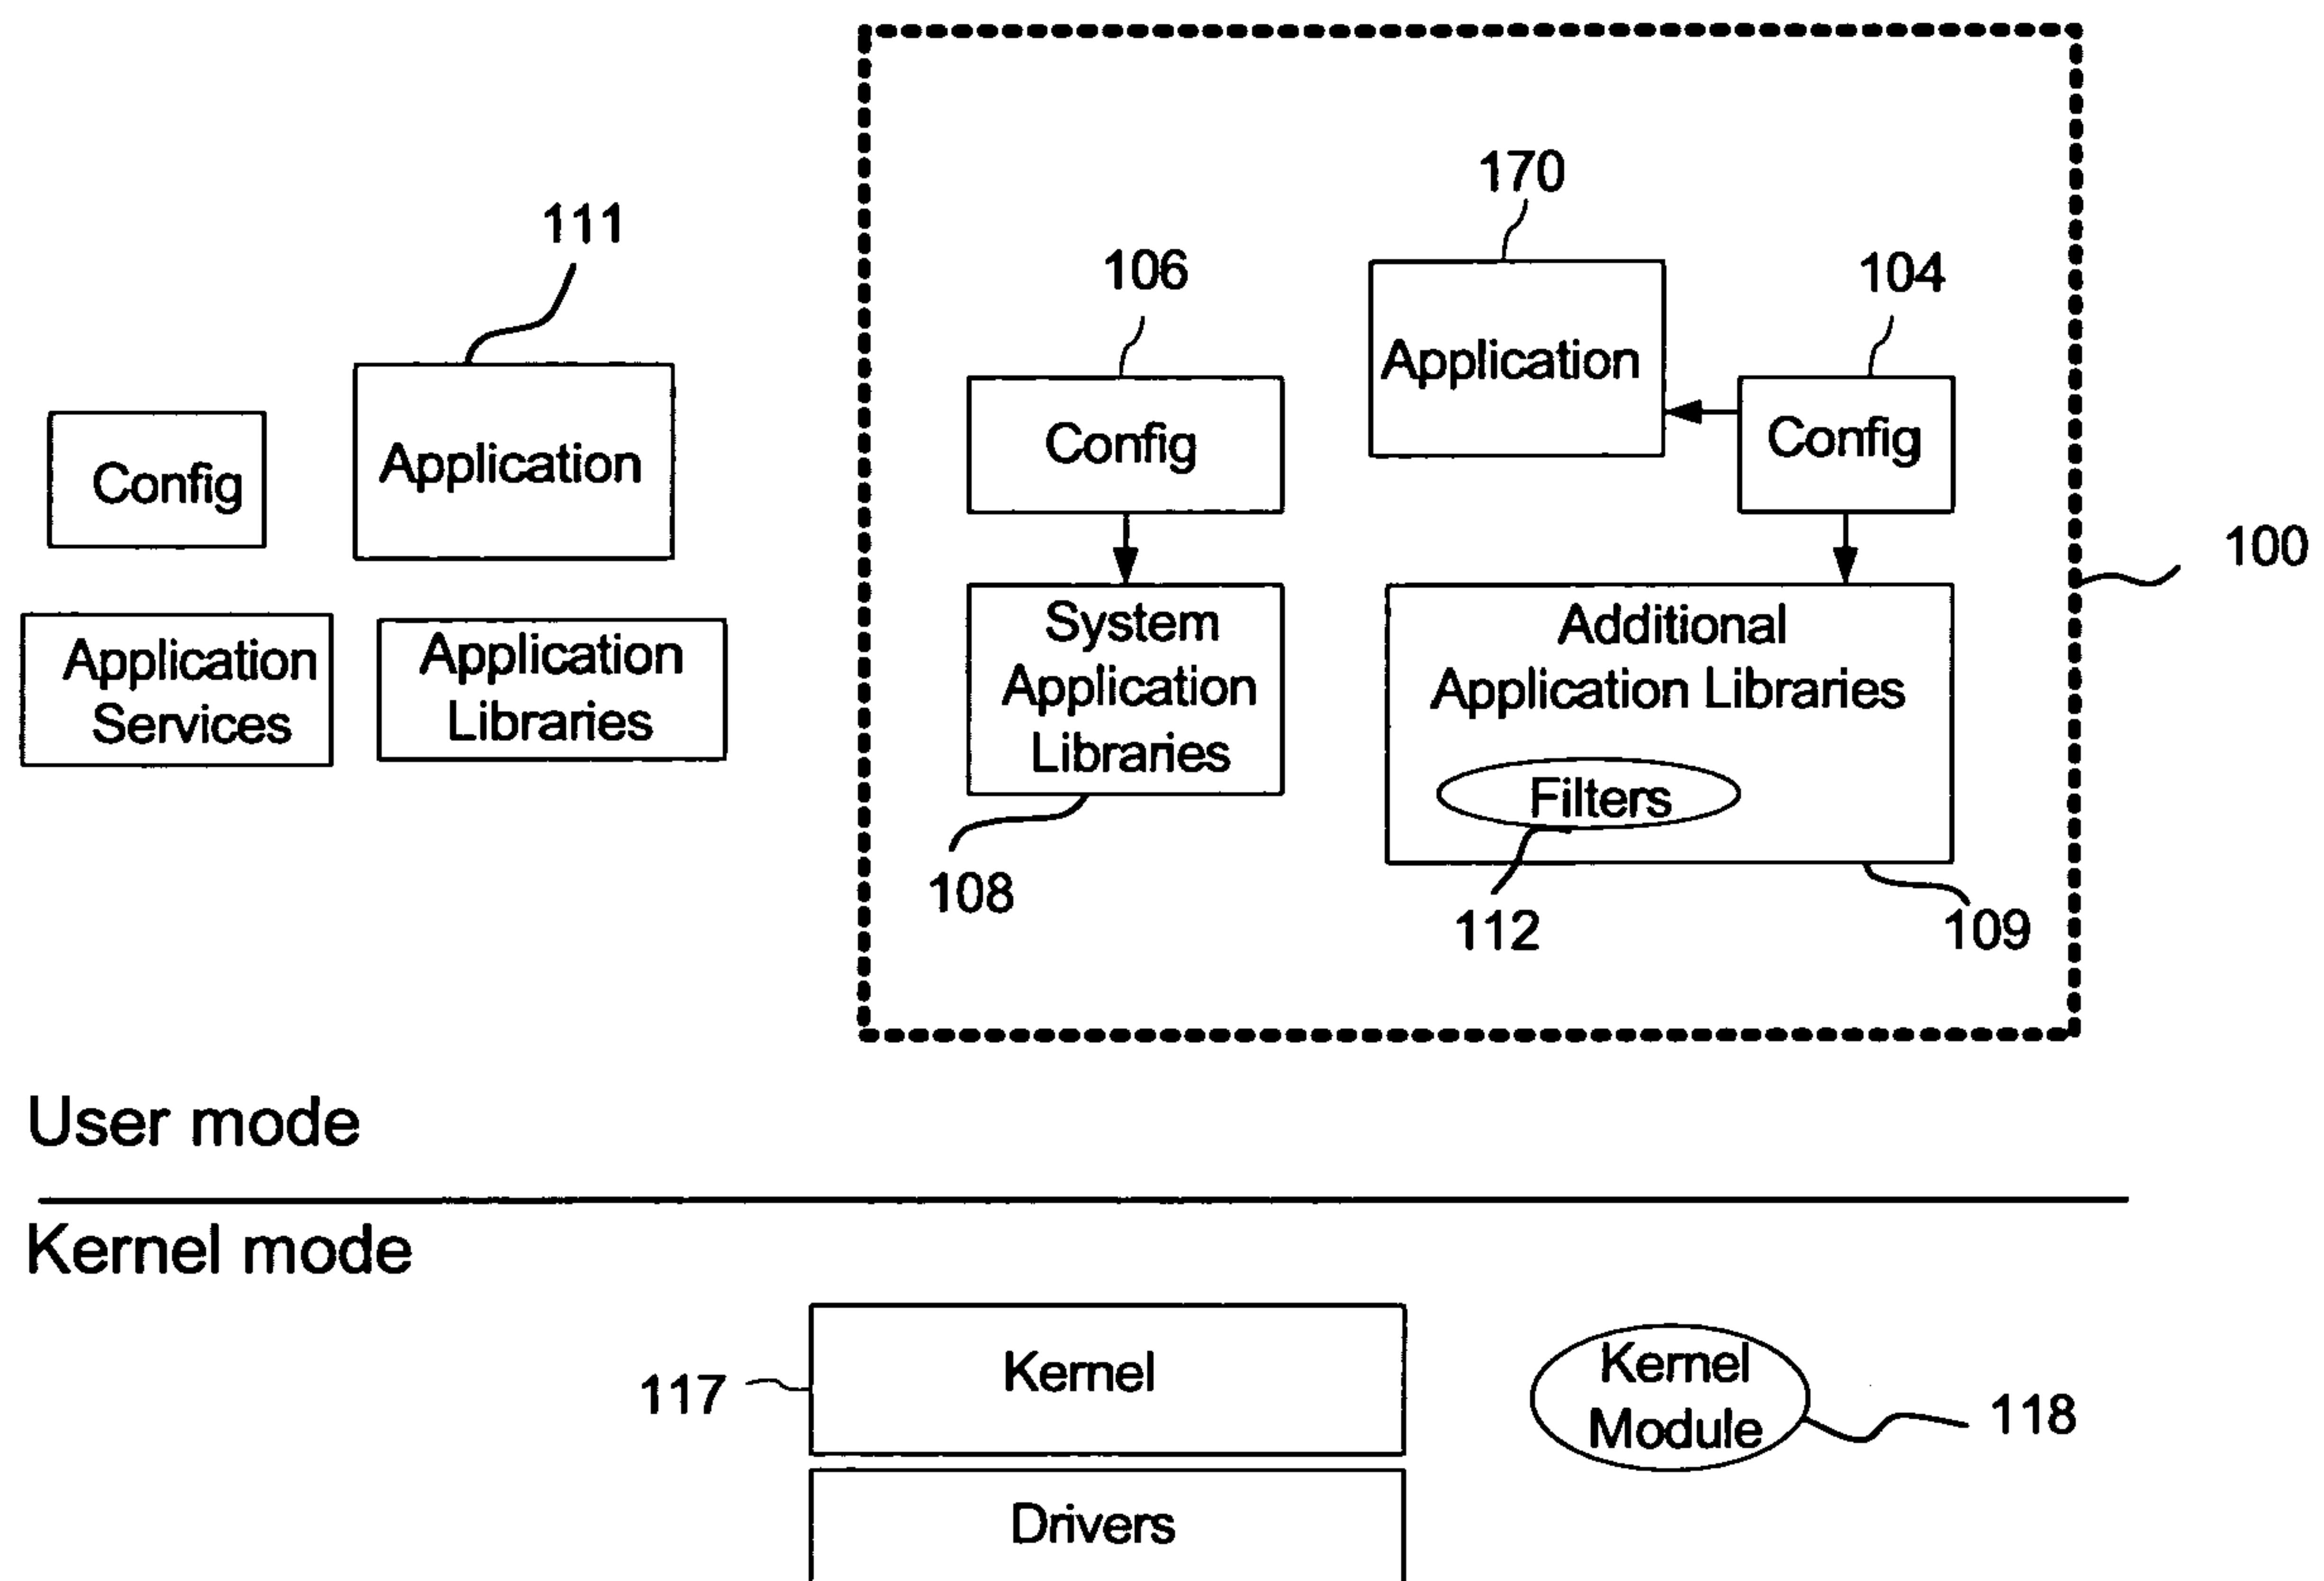 170
111
106
104
Application
Config
Config
Application
Config
100
System
Application
Libraries
Additional
Application Libraries
Filters
Application
Services
Application
Libraries
108
112
109
User mode
Kernel mode
Kernel
117
Kernel
Module
118
Drivers